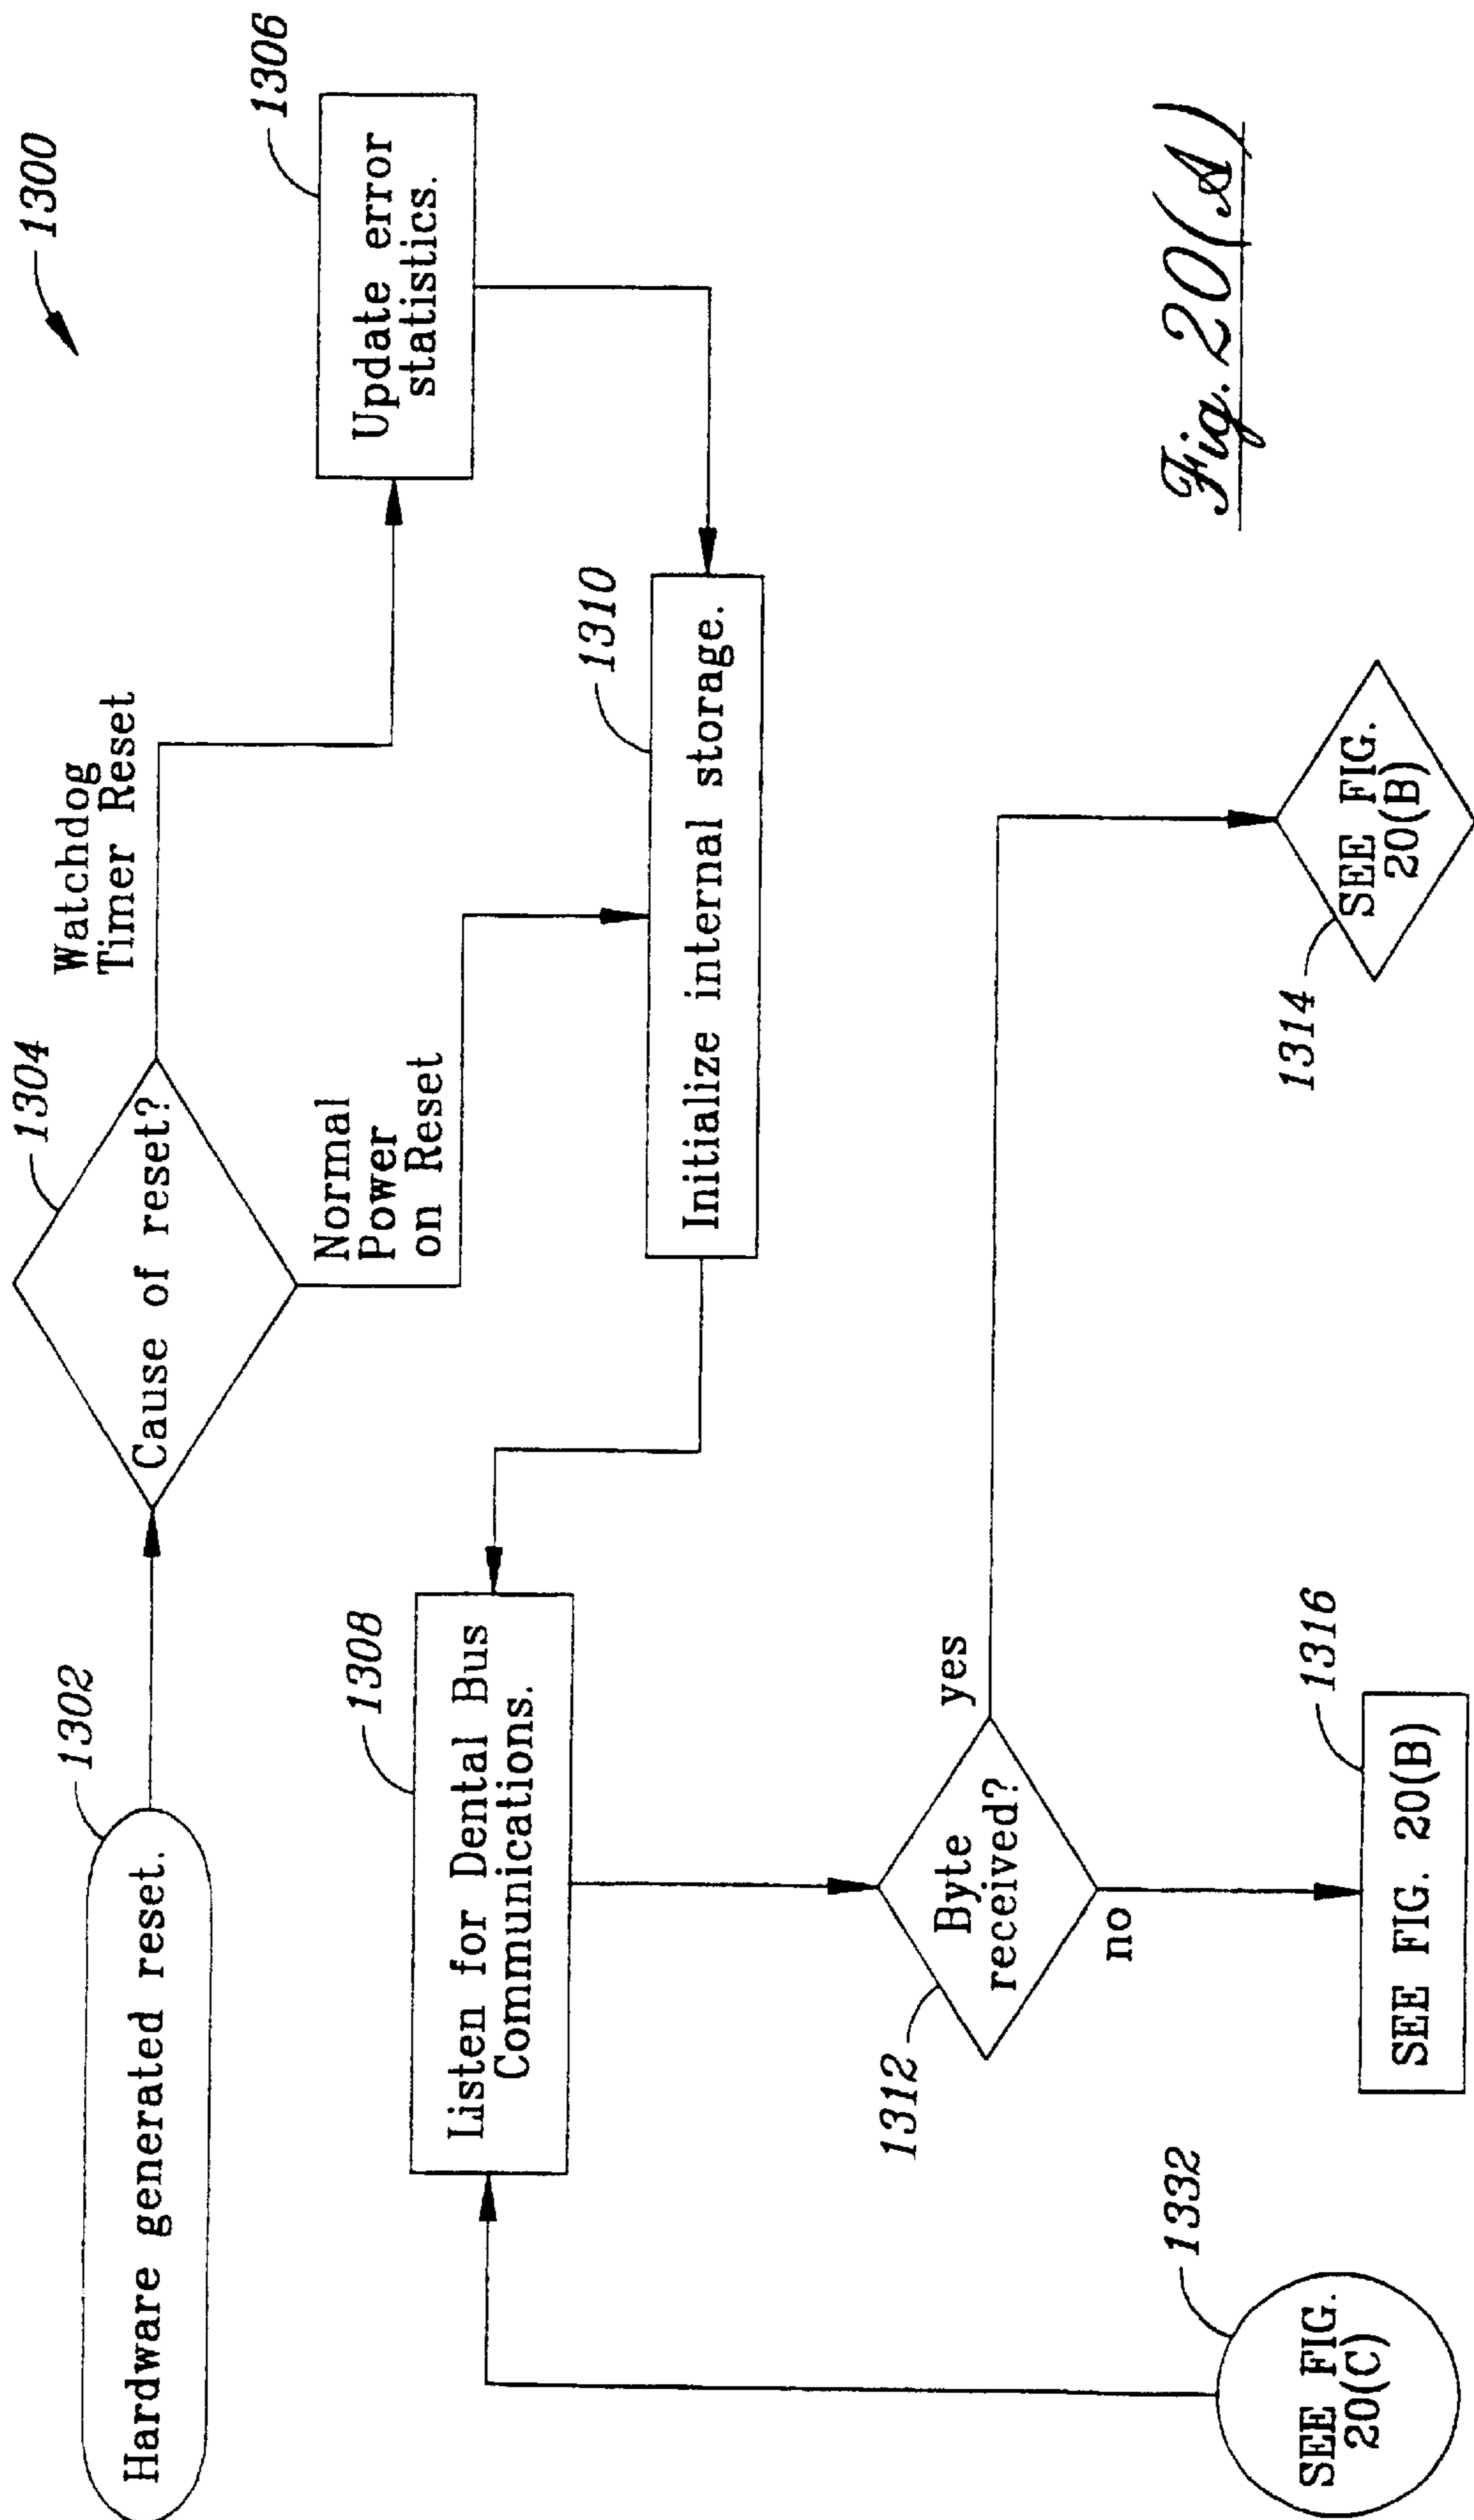 1300
1302
Hardware generated reset.
1304
Cause of reset?
Watchdog
Timer Reset
1306
Update error
statistics.
Normal
Power
on Reset
1308
Listen for Dental Bus
Communications.
1310
Initialize internal storage.
1312
Byte
received?
yes
no
1332
SEE FIG.
20(C)
1316
SEE FIG. 20(B)
1314
SEE FIG.
20(B)
Fig. 20(A)